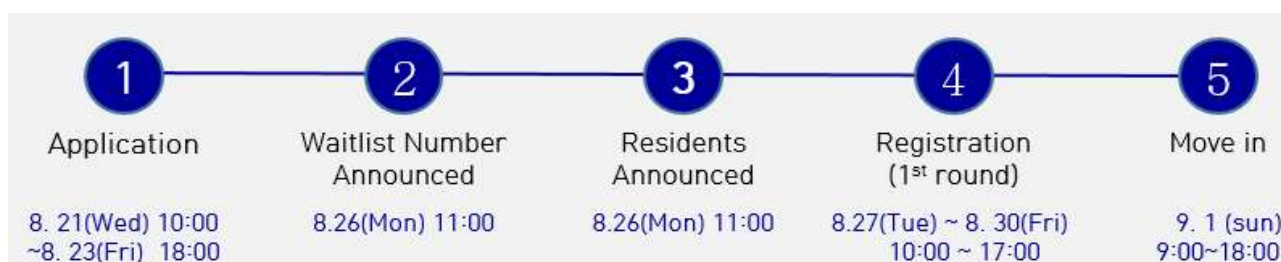 1
Application
8. 21(Wed) 10:00
~8. 23(Fri) 18:00
2
Waitlist Number
Announced
8.26(Mon) 11:00
3
Residents
Announced
8.26(Mon) 11:00
4
Registration
(1st round)
8.27(Tue) ~ 8. 30(Fri)
10:00 ~ 17:00
5
Move in
9. 1 (sun)
9:00~18:00